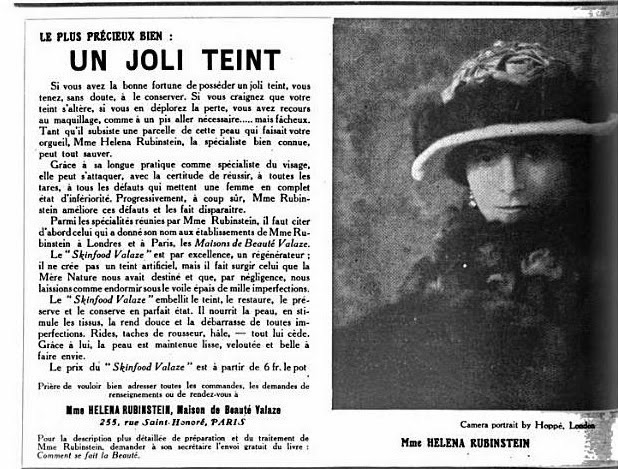 LE PLUS PRÉCIEUX BIEN :
UN JOLI TEINT
Si vous avez la bonne fortune de posséder un joli teint, vous
tenez, sans doute, à le conserver. Si vous craignez que votre
teint s'altère, si vous en déplorez la perte, vous avez recours
au maquillage, comme à un pis aller nécessaire..... mais fâcheux.
Tant qu'il subsiste une parcelle de cette peau qui faisait votre
orgueil, Mme Helena Rubinstein, la spécialiste bien connue,
peut tout sauver.
Grâce à sa longue pratique comme spécialiste du visage,
elle peut s'attaquer, avec la certitude de réussir, à toutes les
tares, à tous les défauts qui mettent une femme en complet
état d'infériorité. Progressivement, à coup sûr, Mme Rubin-
stein améliore ces défauts et les fait disparaitre.
Parmi les spécialités réunies par Mme Rubinstein, il faut citer
d'abord celui qui a donné son nom aux établissements de Mme Ru-
binstein à Londres et à Paris, les Maisons de Beauté Valaze.
Le "Skinfood Valaze" est par excellence, un régénérateur ;
il ne crée pas un teint artificiel, mais il fait surgir celui que la
Mère Nature nous avait destiné et que, par négligence, nous
laissions comme endormir sous le voile épais de mille imperfections.
Le "Skinfood Valaze" embellit le teint, le restaure, le pré-
serve et le conserve en parfait état. Il nourrit la peau, en sti-
mule les tissus, la rend douce et la débarrasse de toutes im-
perfections. Rides, taches de rousseur, hâle, — tout lui cède.
Grâce à lui, la peau est maintenue lisse, veloutée et belle à
faire envie.
Le prix du "Skinfood Valaze" est à partir de 6 fr. le pot
Prière de vouloir bien adresser toutes les commandes, les demandes de
renseignements ou de rendez-vous à
Mme HELENA RUBINSTEIN, Maison de Beauté Valaze
255, rue Saint-Honoré, PARIS
Pour la description plus détaillée de préparation et du traitement de
Mme Rubinstein, demander à son secrétaire l'envoi gratuit du livre :
Comment se fait la Beauté.
Camera portrait by Hoppé, London
Mme HELENA RUBINSTEIN